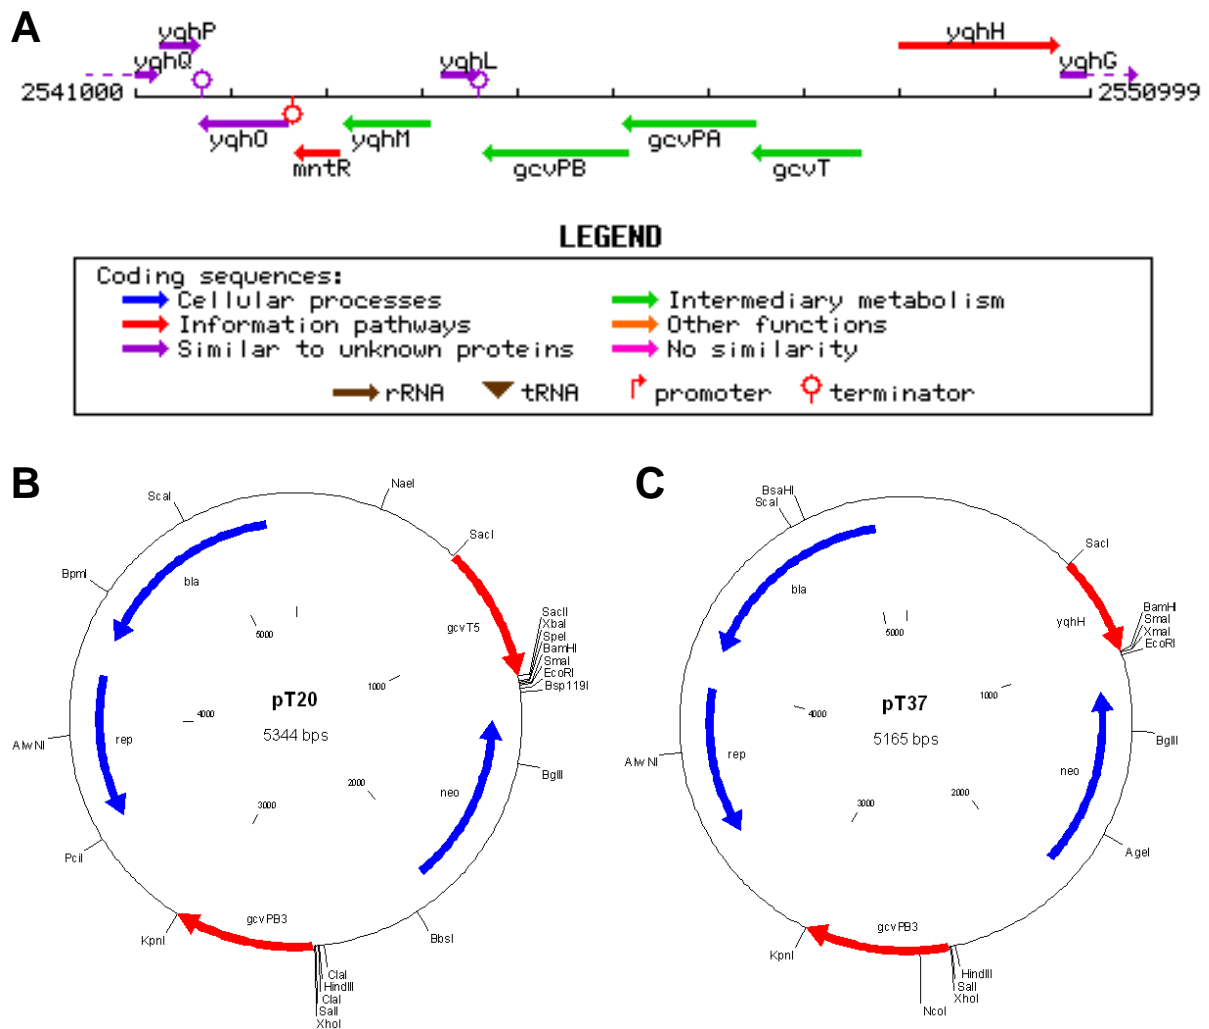 A
yqhP
yqhH
yqhQ
yqhL
yqhG
2541000
2550999
yqhO
yqhM
gcvPA
mntR
gcvPB
gcvT
LEGEND
Coding sequences:
Cellular processes
Intermediary metabolism
Information pathways
Other functions
Similar to unknown proteins
No similarity
rRNA
tRNA
promoter
terminator
B
ScaI
NaeI
SacI
BpmI
bla
gcvT5
SacII
XbaI
SpeI
BamHI
SmaI
EcoRI
Bsp119I
5000
1000
pT20
5344 bps
4000
AlwNI
rep
BglII
neo
2000
3000
PciI
gcvPB3
KpnI
BbsI
ClaI
HindIII
ClaI
SalI
XhoI
C
BsaHI
ScaI
SacI
bla
yqhH
BamHI
SmaI
XmaI
EcoRI
5000
1000
pT37
5165 bps
4000
AlwNI
rep
BglII
neo
2000
3000
AgeI
gcvPB3
KpnI
HindIII
SalI
XhoI
NcoI